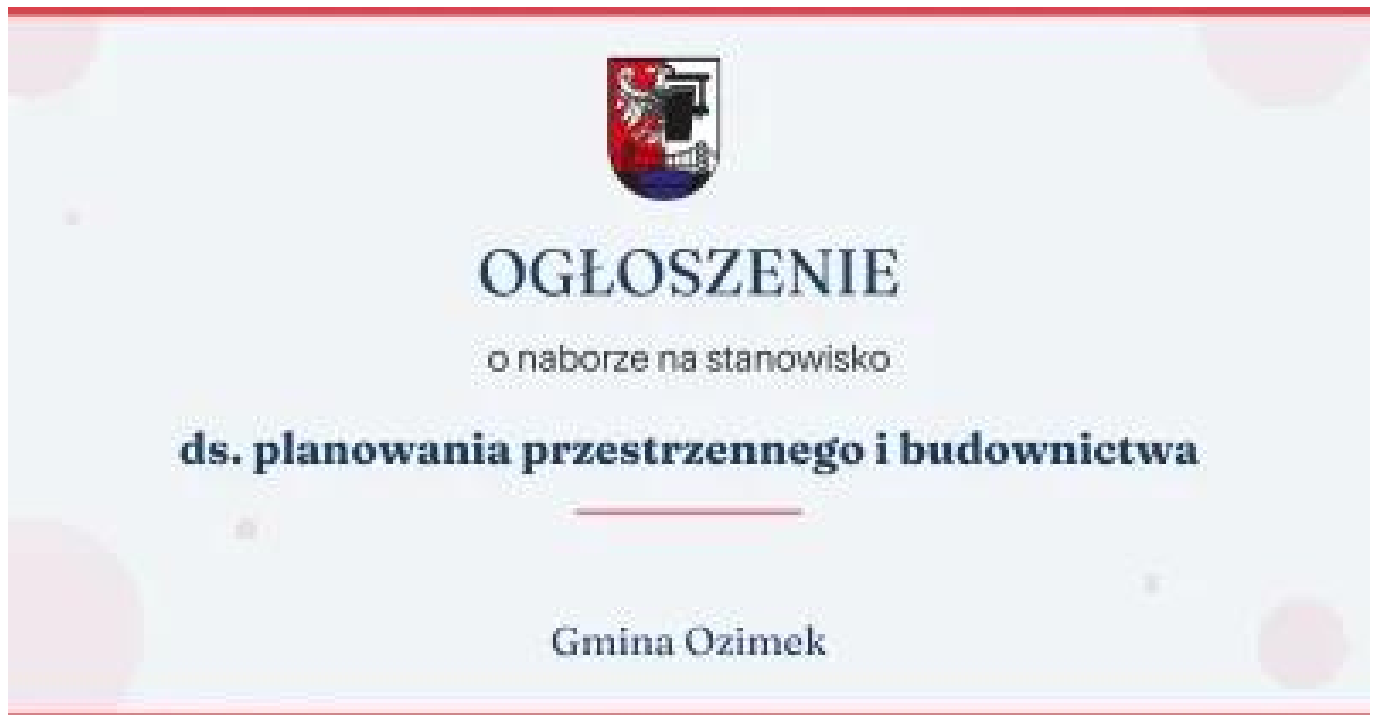 OGŁOSZENIE
o naborze na stanowisko
ds. planowania przestrzennego i budownictwa
Gmina Ozimek